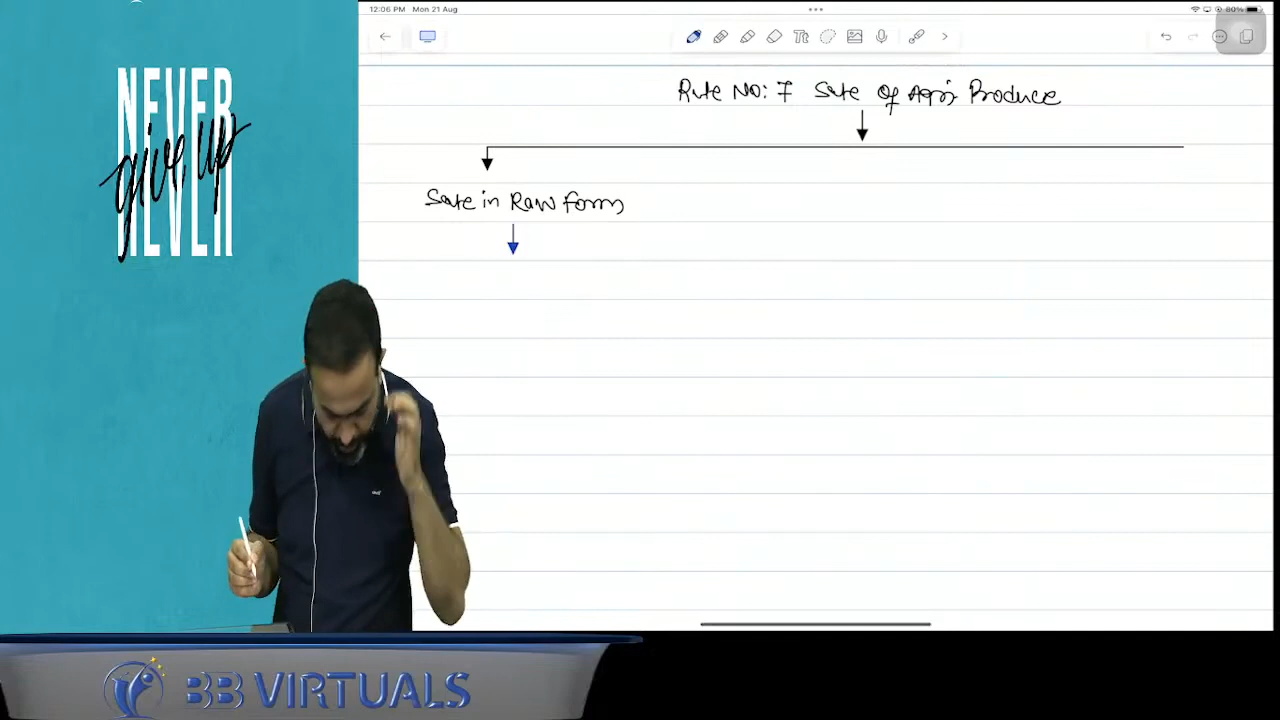 12:06 PM Mon 21 Aug
80%
NEVER
give up
NEVER
Rule NO: 7 Sale Of Agri Produce
Sale in Raw form
BB VIRTUALS